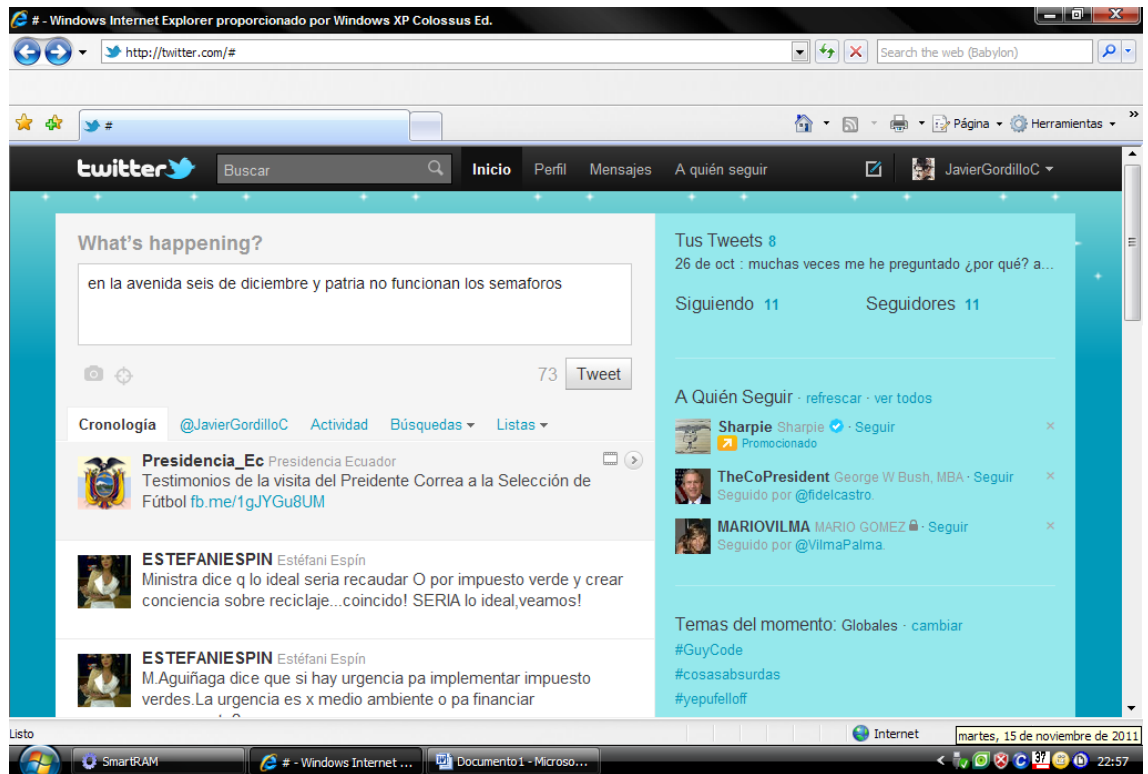 # - Windows Internet Explorer proporcionado por Windows XP Colossus Ed.
http://twitter.com/#
Search the web (Babylon)
#
Página
Herramientas
twitter
Buscar
Inicio
Perfil
Mensajes
A quién seguir
JavierGordilloC
What's happening?
en la avenida seis de diciembre y patria no funcionan los semaforos
73
Tweet
Cronología
@JavierGordilloC
Actividad
Búsquedas
Listas
Presidencia_Ec Presidencia Ecuador
Testimonios de la visita del Preidente Correa a la Selección de
Fútbol fb.me/1gJYGu8UM
ESTEFANIESPIN Estéfani Espín
Ministra dice q lo ideal seria recaudar O por impuesto verde y crear
conciencia sobre reciclaje...coincido! SERIA lo ideal,veamos!
ESTEFANIESPIN Estéfani Espín
M.Aguiñaga dice que si hay urgencia pa implementar impuesto
verdes.La urgencia es x medio ambiente o pa financiar
Tus Tweets 8
26 de oct : muchas veces me he preguntado ¿por qué? a...
Siguiendo 11
Seguidores 11
A Quién Seguir · refrescar · ver todos
Sharpie Sharpie · Seguir
Promocionado
TheCoPresident George W Bush, MBA · Seguir
Seguido por @fidelcastro.
MARIOVILMA MARIO GOMEZ · Seguir
Seguido por @VilmaPalma.
Temas del momento: Globales · cambiar
#GuyCode
#cosasabsurdas
#yepufelloff
Listo
Internet
martes, 15 de noviembre de 2011
SmartRAM
# - Windows Internet ...
Documento1 - Microso...
22:57